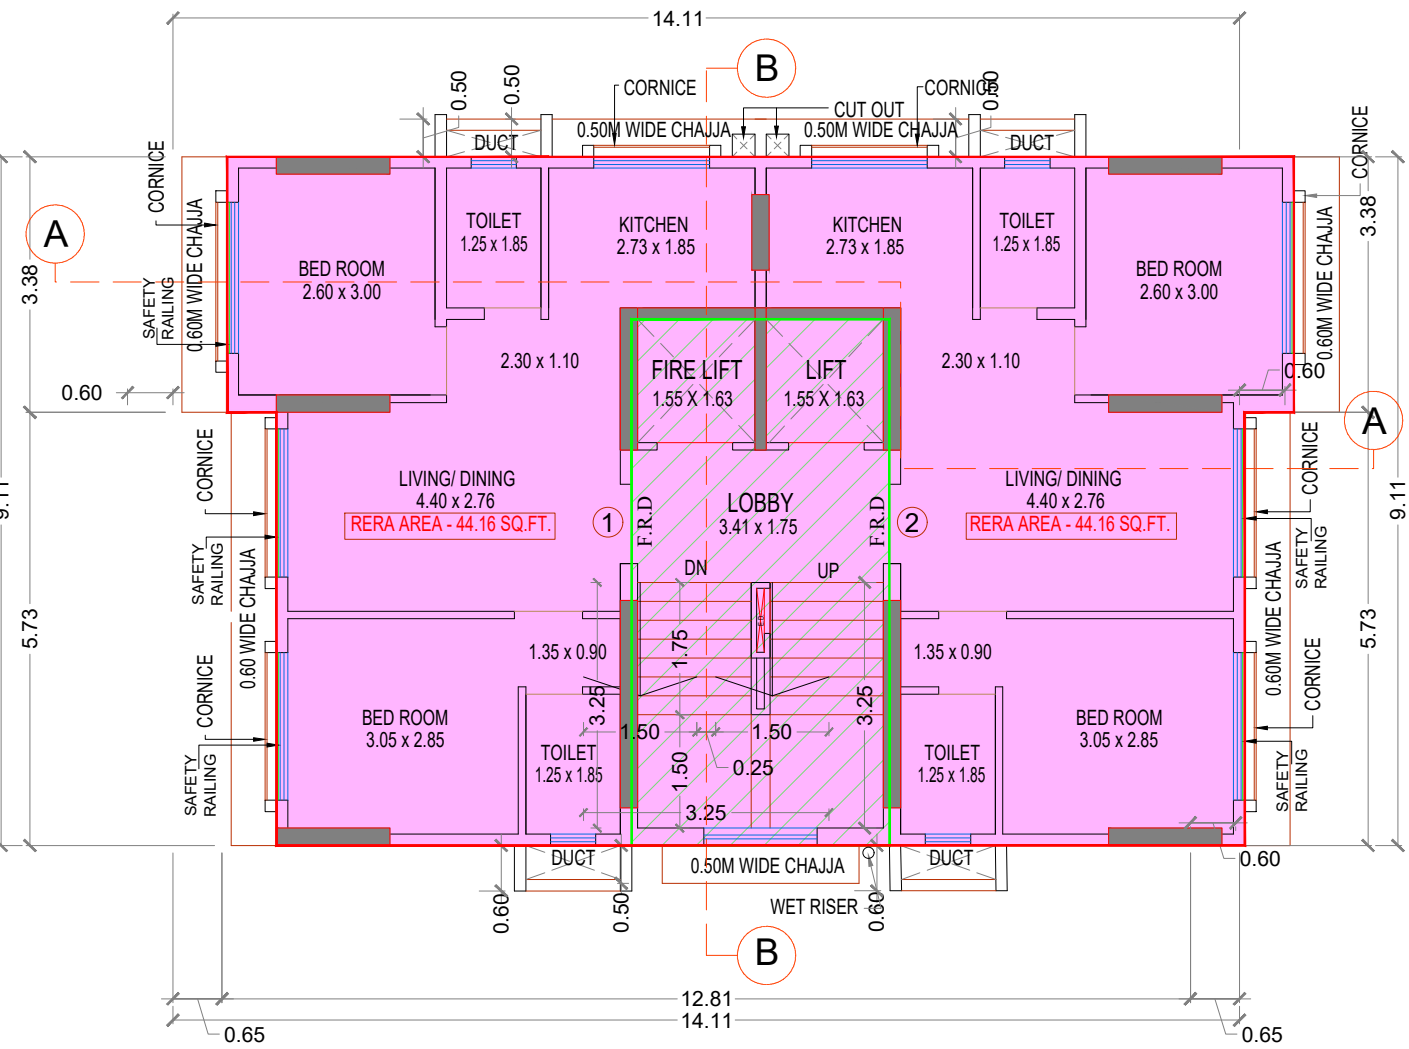 14.11
B
CORNICE
CORNICE
0.50
0.50
0.50
CUT OUT
0.50M WIDE CHAJJA
0.50M WIDE CHAJJA
DUCT
DUCT
CORNICE
CORNICE
A
3.38
3.38
0.60M WIDE CHAJJA
0.60M WIDE CHAJJA
SAFETY
RAILING
TOILET
1.25 x 1.85
KITCHEN
2.73 x 1.85
KITCHEN
2.73 x 1.85
TOILET
1.25 x 1.85
BED ROOM
2.60 x 3.00
BED ROOM
2.60 x 3.00
2.30 x 1.10
2.30 x 1.10
FIRE LIFT
1.55 X 1.63
LIFT
1.55 X 1.63
0.60
0.60
A
CORNICE
CORNICE
LIVING/ DINING
4.40 x 2.76
RERA AREA - 44.16 SQ.FT.
LIVING/ DINING
4.40 x 2.76
RERA AREA - 44.16 SQ.FT.
1
F.R.D
LOBBY
3.41 x 1.75
F.R.D
2
9.11
9.11
SAFETY
RAILING
SAFETY
RAILING
DN
UP
0.60 WIDE CHAJJA
0.60M WIDE CHAJJA
5.73
5.73
1.35 x 0.90
1.35 x 0.90
1.75
CORNICE
CORNICE
3.25
3.25
BED ROOM
3.05 x 2.85
BED ROOM
3.05 x 2.85
1.50
1.50
TOILET
1.25 x 1.85
TOILET
1.25 x 1.85
1.50
0.25
SAFETY
RAILING
SAFETY
RAILING
3.25
DUCT
DUCT
0.50M WIDE CHAJJA
0.60
0.60
0.50
0.60
WET RISER
B
12.81
14.11
0.65
0.65